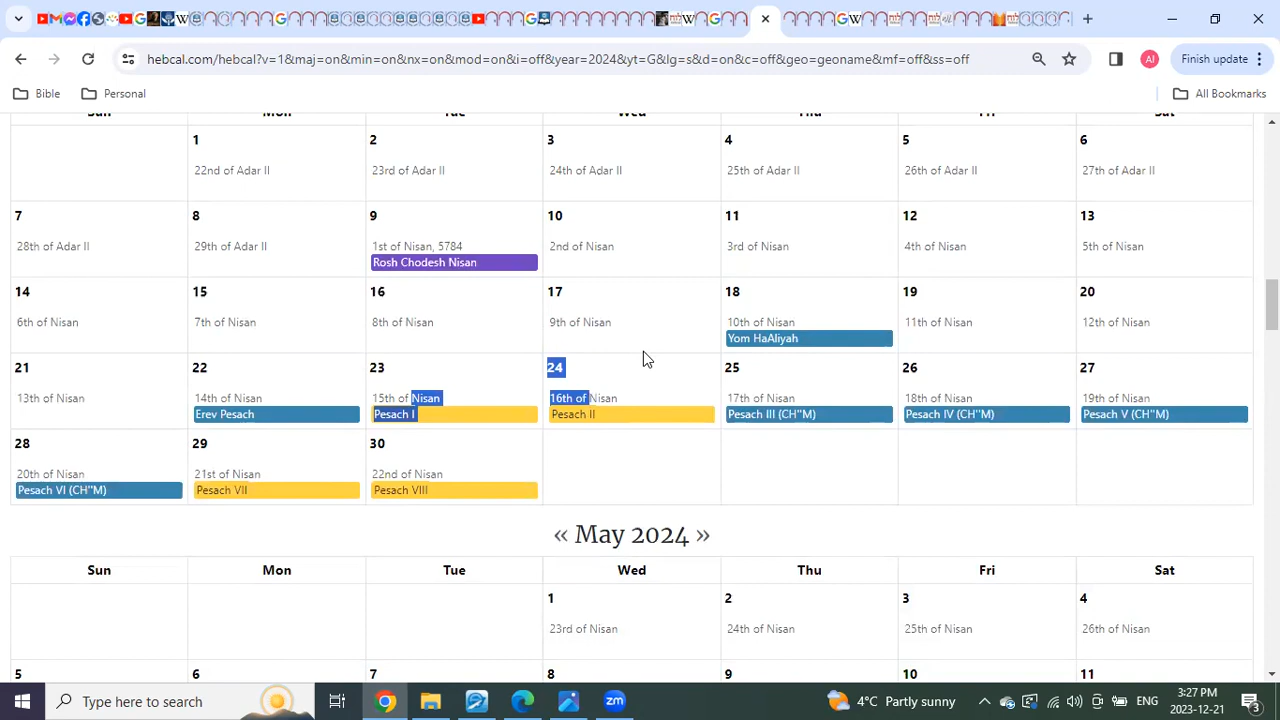 hebcal.com/hebcal?v=1&maj=on&min=on&nx=on&nod=on&i=off&year=2024&yt=G&lg=s&d=on&c=off&geo=geoname&mf=off&ss=off
AI
Finish update
Bible
Personal
All Bookmarks
Sun Mon Tue Wed Thu Fri Sat
1 2 3 4 5 6
22nd of Adar II 23rd of Adar II 24th of Adar II 25th of Adar II 26th of Adar II 27th of Adar II
7 8 9 10 11 12 13
28th of Adar II 29th of Adar II 1st of Nisan, 5784 2nd of Nisan 3rd of Nisan 4th of Nisan 5th of Nisan
Rosh Chodesh Nisan
14 15 16 17 18 19 20
6th of Nisan 7th of Nisan 8th of Nisan 9th of Nisan 10th of Nisan 11th of Nisan 12th of Nisan
Yom HaAliyah
21 22 23 24 25 26 27
13th of Nisan 14th of Nisan 15th of Nisan 16th of Nisan 17th of Nisan 18th of Nisan 19th of Nisan
Erev Pesach Pesach I Pesach II Pesach III (CH"M) Pesach IV (CH"M) Pesach V (CH"M)
28 29 30
20th of Nisan 21st of Nisan 22nd of Nisan
Pesach VI (CH"M) Pesach VII Pesach VIII
« May 2024 »
Sun Mon Tue Wed Thu Fri Sat
1 2 3 4
23rd of Nisan 24th of Nisan 25th of Nisan 26th of Nisan
5 6 7 8 9 10 11
Type here to search
zm
4°C Partly sunny
ENG
3:27 PM
2023-12-21
3